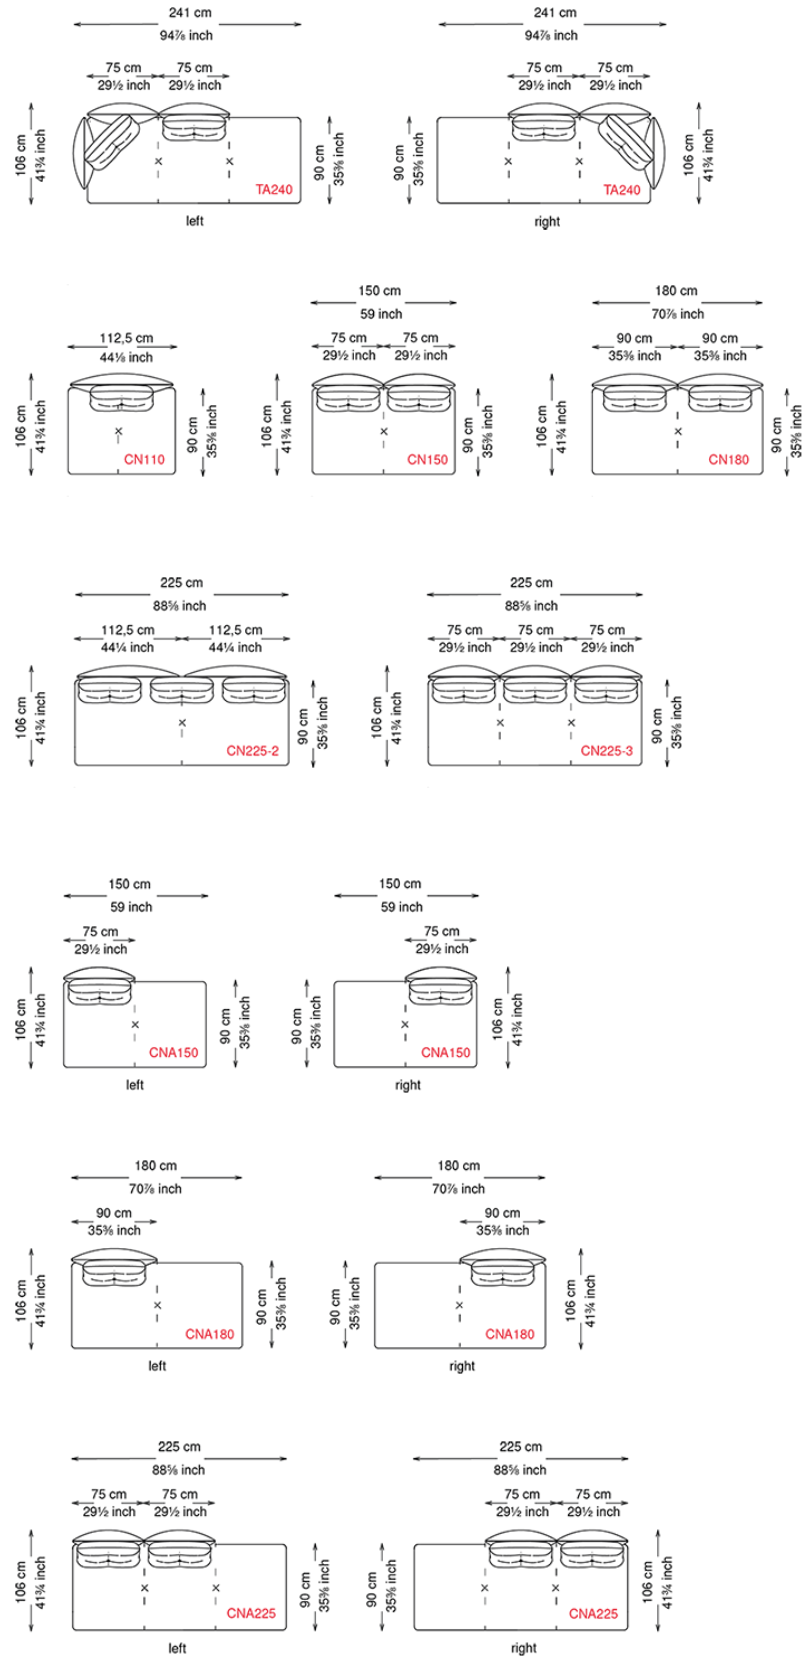 241 cm
94⅞ inch
75 cm
29½ inch
75 cm
29½ inch
106 cm
41¾ inch
90 cm
35⅜ inch
TA240
left
241 cm
94⅞ inch
75 cm
29½ inch
75 cm
29½ inch
90 cm
35⅜ inch
106 cm
41¾ inch
TA240
right
112,5 cm
44⅛ inch
106 cm
41¾ inch
90 cm
35⅜ inch
CN110
150 cm
59 inch
75 cm
29½ inch
75 cm
29½ inch
106 cm
41¾ inch
90 cm
35⅜ inch
CN150
180 cm
70⅞ inch
90 cm
35⅜ inch
90 cm
35⅜ inch
106 cm
41¾ inch
90 cm
35⅜ inch
CN180
225 cm
88⅝ inch
112,5 cm
44¼ inch
112,5 cm
44¼ inch
106 cm
41¾ inch
90 cm
35⅜ inch
CN225-2
225 cm
88⅝ inch
75 cm
29½ inch
75 cm
29½ inch
75 cm
29½ inch
106 cm
41¾ inch
90 cm
35⅜ inch
CN225-3
150 cm
59 inch
75 cm
29½ inch
106 cm
41¾ inch
90 cm
35⅜ inch
CNA150
left
150 cm
59 inch
75 cm
29½ inch
90 cm
35⅜ inch
106 cm
41¾ inch
CNA150
right
180 cm
70⅞ inch
90 cm
35⅜ inch
106 cm
41¾ inch
90 cm
35⅜ inch
CNA180
left
180 cm
70⅞ inch
90 cm
35⅜ inch
90 cm
35⅜ inch
106 cm
41¾ inch
CNA180
right
225 cm
88⅝ inch
75 cm
29½ inch
75 cm
29½ inch
106 cm
41¾ inch
90 cm
35⅜ inch
CNA225
left
225 cm
88⅝ inch
75 cm
29½ inch
75 cm
29½ inch
90 cm
35⅜ inch
106 cm
41¾ inch
CNA225
right